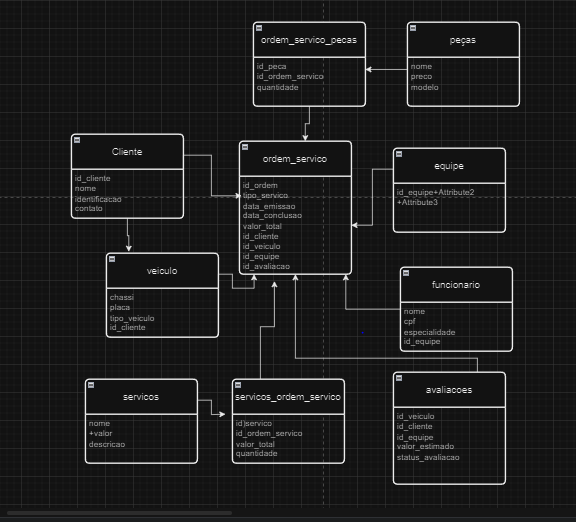 ordem_servico_pecas
id_peca
id_ordem_servico
quantidade
peças
nome
preco
modelo
Cliente
id_cliente
nome
identificacao
contato
ordem_servico
id_ordem
tipo_servico
data_emissao
data_conclusao
valor_total
id_cliente
id_veiculo
id_equipe
id_avaliacao
equipe
id_equipe+Attribute2
+Attribute3
veiculo
chassi
placa
tipo_veiculo
id_cliente
funcionario
nome
cpf
especialidade
id_equipe
servicos
nome
+valor
descricao
servicos_ordem_servico
id)servico
id_ordem_servico
valor_total
quantidade
avaliacoes
id_veiculo
id_cliente
id_equipe
valor_estimado
status_avaliacao